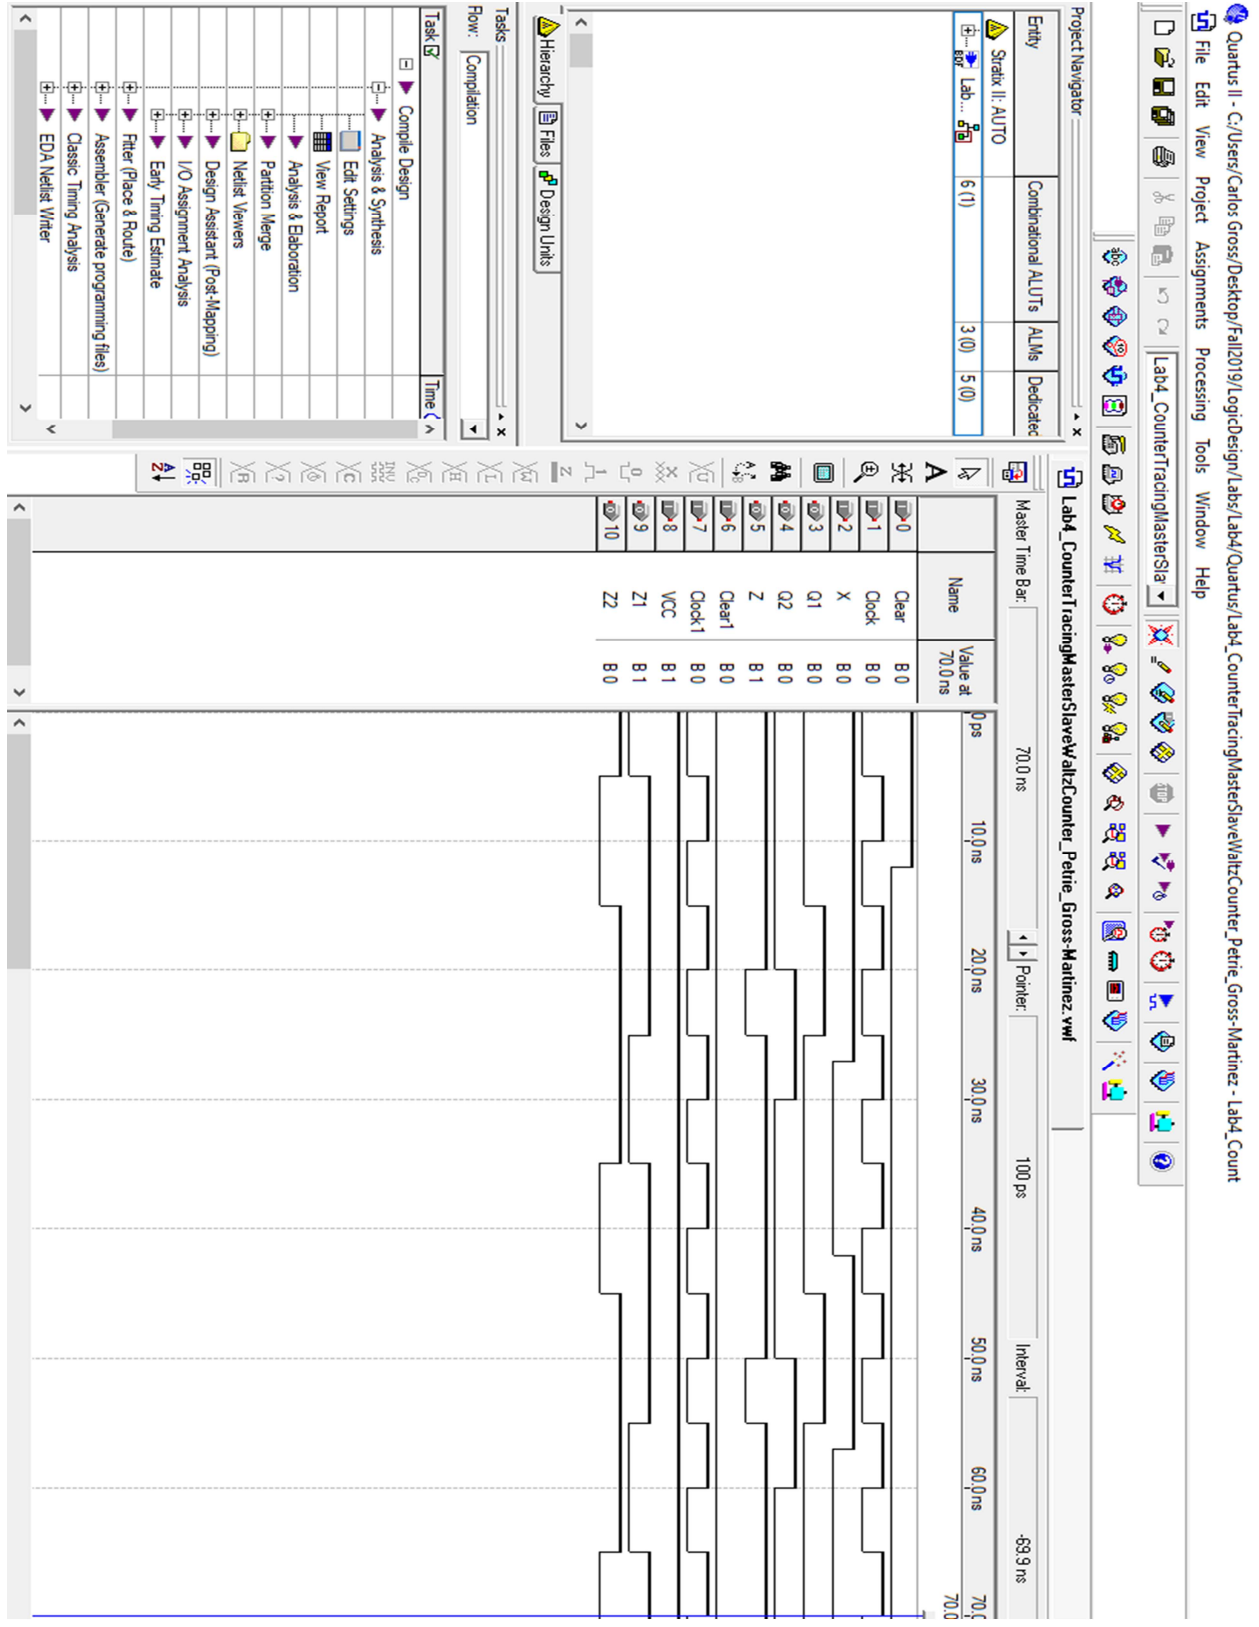 Quartus II - C:/Users/Carlos Gross/Desktop/Fall2019/LogicDesign/Labs/Lab4/Quartus/Lab4_CounterTracingMasterSlaveWaltzCounter_Petrie_Gross-Martinez - Lab4_Count
File Edit View Project Assignments Processing Tools Window Help
Lab4_CounterTracingMasterSla
Project Navigator
Entity Combinational ALUTs ALMs Dedicated
Stratix II: AUTO
Lab... 6 (1) 3 (0) 5 (0)
Hierarchy Files Design Units
Tasks
Flow: Compilation
Task Time (
Compile Design
Analysis & Synthesis
Edit Settings
View Report
Analysis & Elaboration
Partition Merge
Netlist Viewers
Design Assistant (Post-Mapping)
I/O Assignment Analysis
Early Timing Estimate
Fitter (Place & Route)
Assembler (Generate programming files)
Classic Timing Analysis
EDA Netlist Writer
Lab4_CounterTracingMasterSlaveWaltzCounter_Petrie_Gross-Martinez.vwf
Master Time Bar: 70.0 ns Pointer: 100 ps Interval: -69.9 ns
Name Value at 70.0 ns
0 ps 10.0 ns 20.0 ns 30.0 ns 40.0 ns 50.0 ns 60.0 ns 70.0
70.0
0 Clear B 0
1 Clock B 0
2 X B 0
3 Q1 B 0
4 Q2 B 0
5 Z B 1
6 Clear1 B 0
7 Clock1 B 0
8 VCC B 1
9 Z1 B 1
10 Z2 B 0